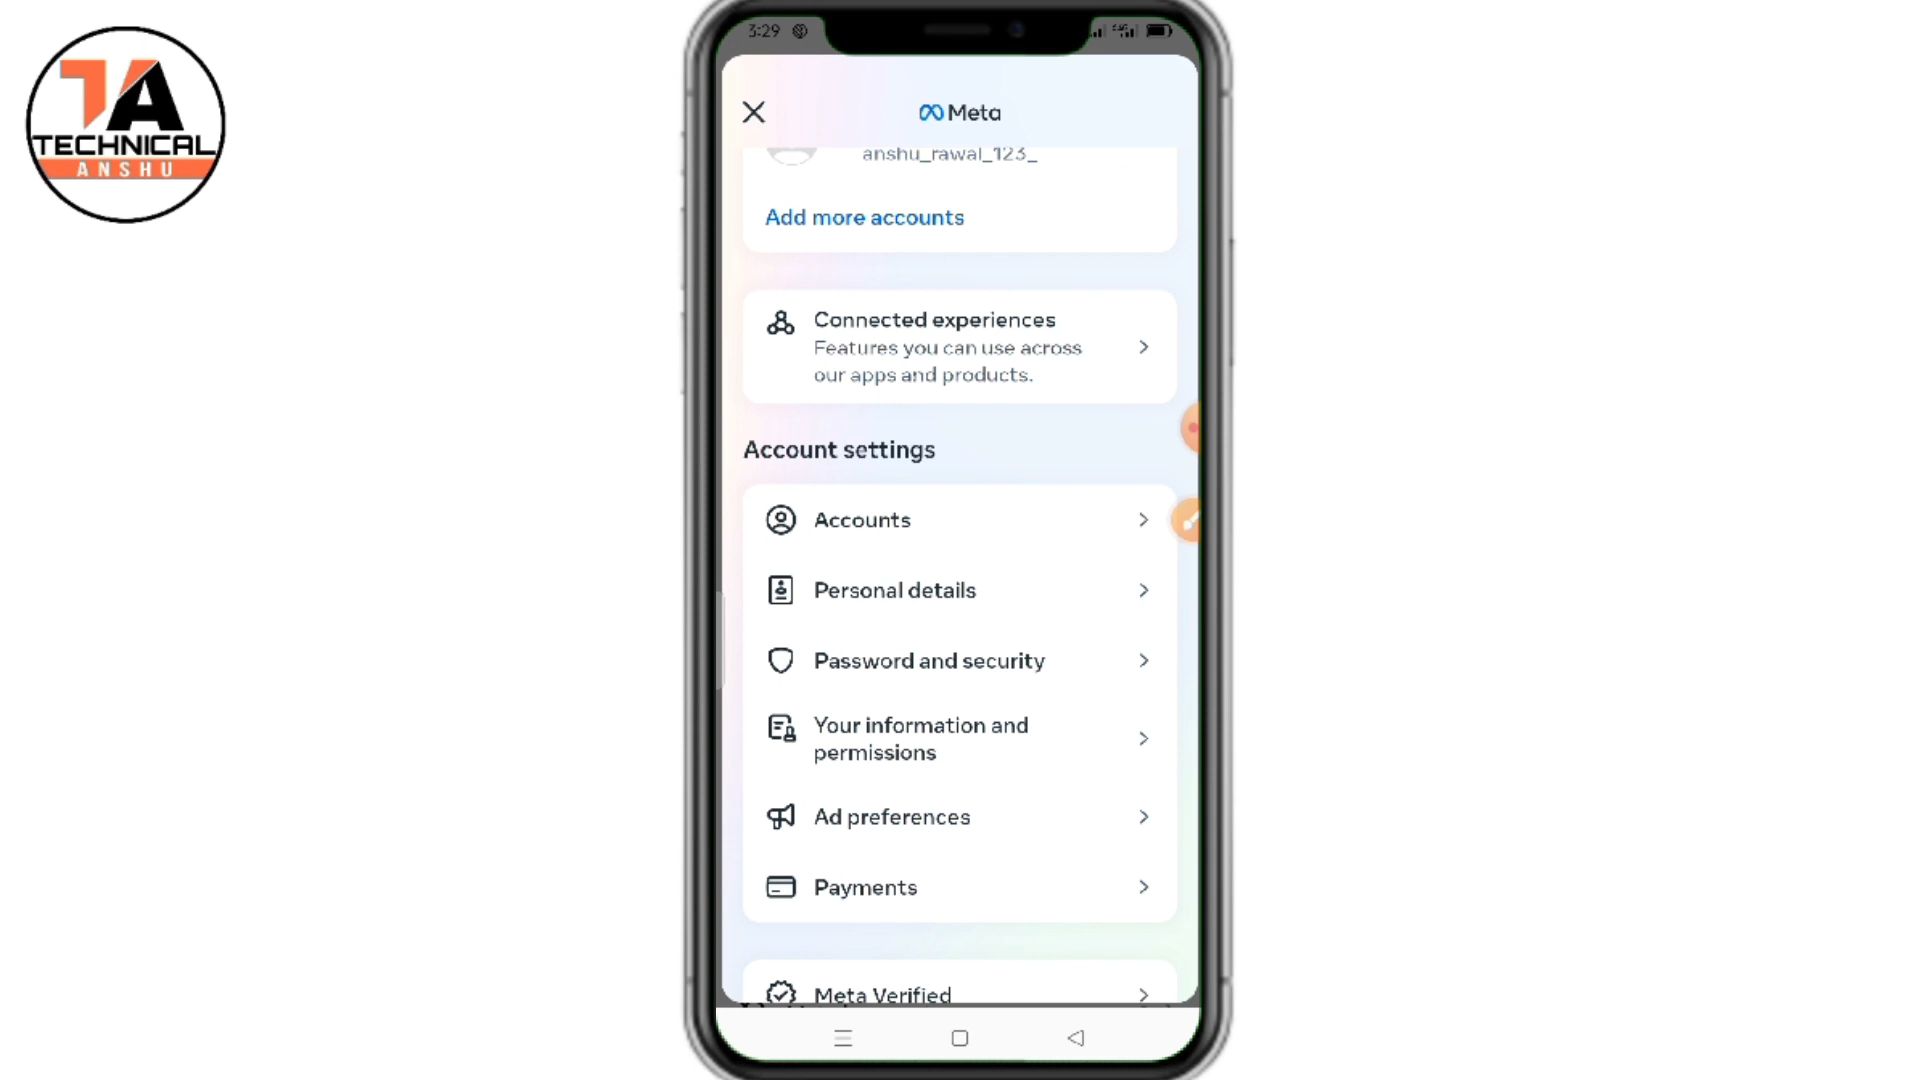 TA
TECHNICAL
ANSHU
3:29
Meta
anshu_rawal_123_
Add more accounts
Connected experiences
Features you can use across
our apps and products.
Account settings
Accounts
Personal details
Password and security
Your information and
permissions
Ad preferences
Payments
Meta Verified